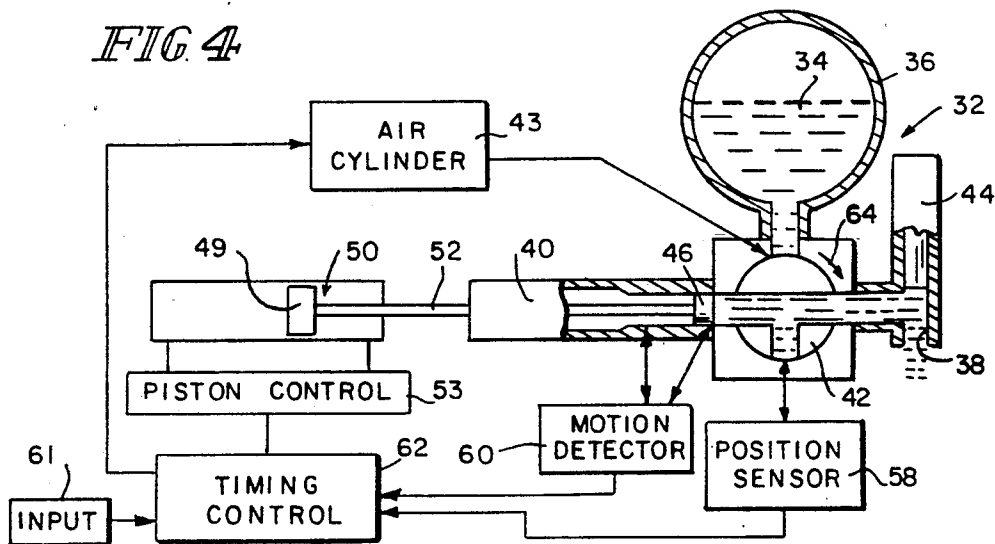 FIG. 4
34
36
32
AIR
CYLINDER
43
44
64
49
50
52
40
46
PISTON CONTROL
53
38
42
MOTION
DETECTOR
60
POSITION
SENSOR
58
61
62
INPUT
TIMING
CONTROL